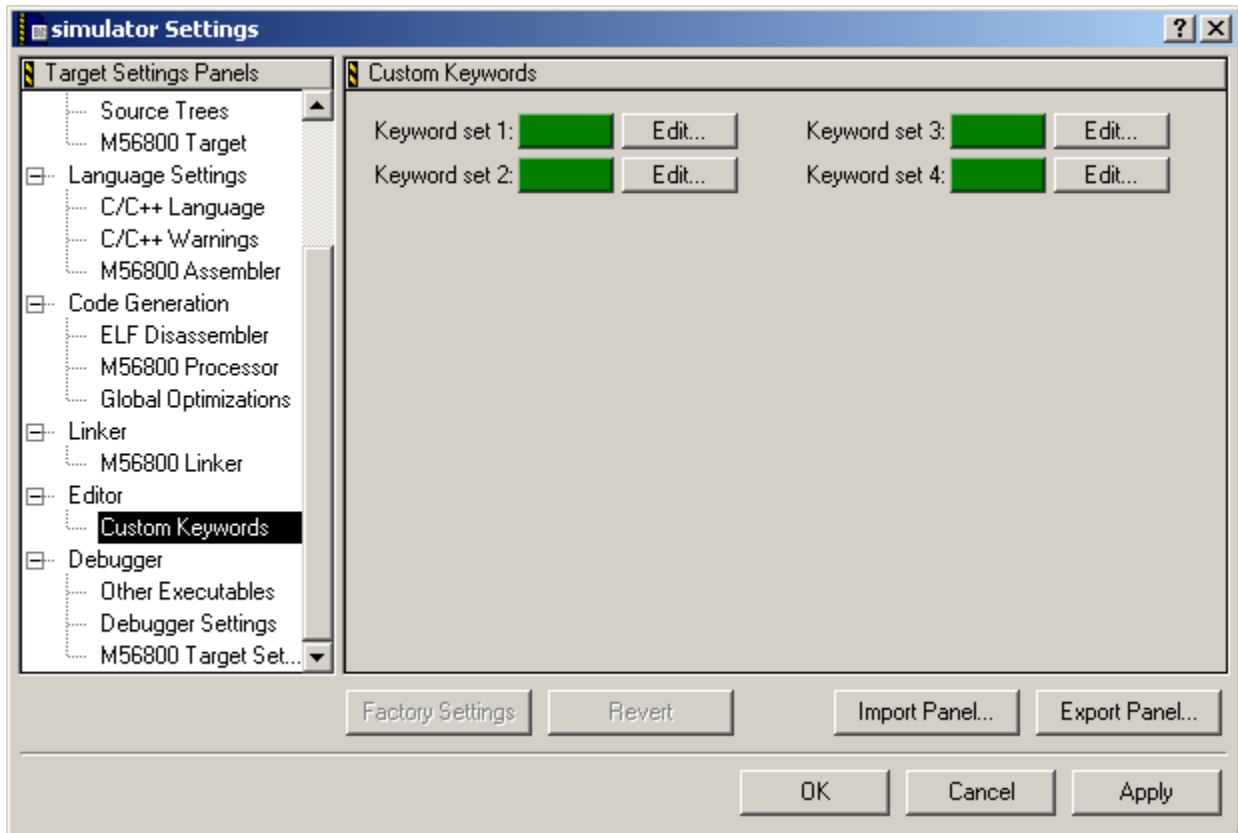 simulator Settings
Target Settings Panels
Source Trees
M56800 Target
Language Settings
C/C++ Language
C/C++ Warnings
M56800 Assembler
Code Generation
ELF Disassembler
M56800 Processor
Global Optimizations
Linker
M56800 Linker
Editor
Custom Keywords
Debugger
Other Executables
Debugger Settings
M56800 Target Set...
Custom Keywords
Keyword set 1: Edit... Keyword set 3: Edit...
Keyword set 2: Edit... Keyword set 4: Edit...
Factory Settings Revert Import Panel... Export Panel...
OK Cancel Apply